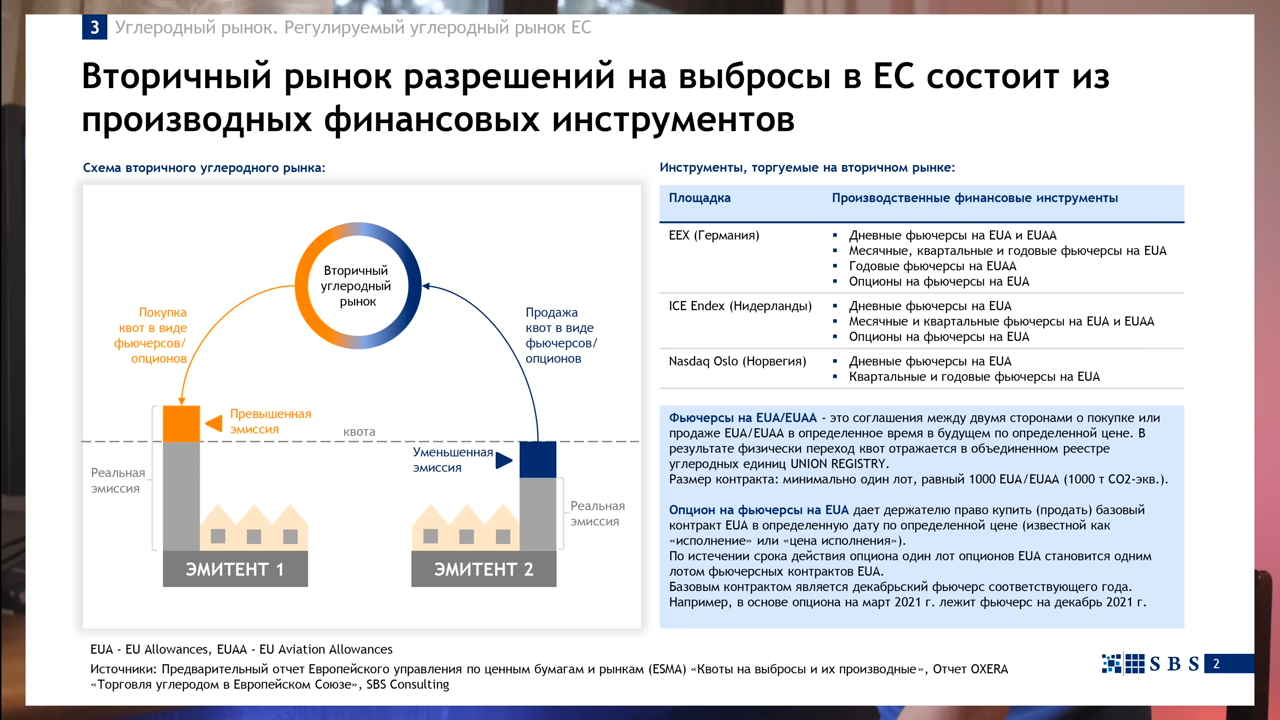 3 Углеродный рынок. Регулируемый углеродный рынок ЕС
Вторичный рынок разрешений на выбросы в ЕС состоит из
производных финансовых инструментов
Схема вторичного углеродного рынка:
Вторичный
углеродный
рынок
Покупка
квот в виде
фьючерсов/
опционов
Продажа
квот в виде
фьючерсов/
опционов
Превышенная
эмиссия
квота
Уменьшенная
эмиссия
Реальная
эмиссия
Реальная
эмиссия
ЭМИТЕНТ 1
ЭМИТЕНТ 2
Инструменты, торгуемые на вторичном рынке:
Площадка Производственные финансовые инструменты
EEX (Германия)
▪ Дневные фьючерсы на EUA и EUAA
▪ Месячные, квартальные и годовые фьючерсы на EUA
▪ Годовые фьючерсы на EUAA
▪ Опционы на фьючерсы на EUA
ICE Endex (Нидерланды)
▪ Дневные фьючерсы на EUA
▪ Месячные и квартальные фьючерсы на EUA и EUAA
▪ Опционы на фьючерсы на EUA
Nasdaq Oslo (Норвегия)
▪ Дневные фьючерсы на EUA
▪ Квартальные и годовые фьючерсы на EUA
Фьючерсы на EUA/EUAA - это соглашения между двумя сторонами о покупке или
продаже EUA/EUAA в определенное время в будущем по определенной цене. В
результате физически переход квот отражается в объединенном реестре
углеродных единиц UNION REGISTRY.
Размер контракта: минимально один лот, равный 1000 EUA/EUAA (1000 т CO2-экв.).
Опцион на фьючерсы на EUA дает держателю право купить (продать) базовый
контракт EUA в определенную дату по определенной цене (известной как
«исполнение» или «цена исполнения»).
По истечении срока действия опциона один лот опционов EUA становится одним
лотом фьючерсных контрактов EUA.
Базовым контрактом является декабрьский фьючерс соответствующего года.
Например, в основе опциона на март 2021 г. лежит фьючерс на декабрь 2021 г.
EUA - EU Allowances, EUAA - EU Aviation Allowances
Источники: Предварительный отчет Европейского управления по ценным бумагам и рынкам (ESMA) «Квоты на выбросы и их производные», Отчет OXERA
«Торговля углеродом в Европейском Союзе», SBS Consulting
SBS 2